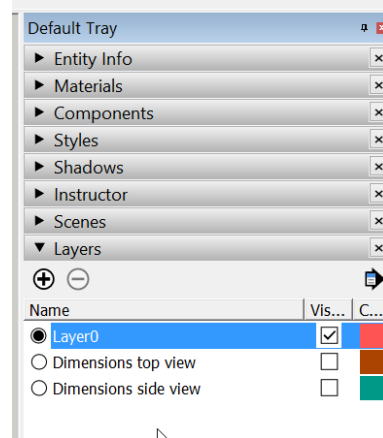 Default Tray
Entity Info
Materials
Components
Styles
Shadows
Instructor
Scenes
Layers
Name Vis... C...
Layer0
Dimensions top view
Dimensions side view